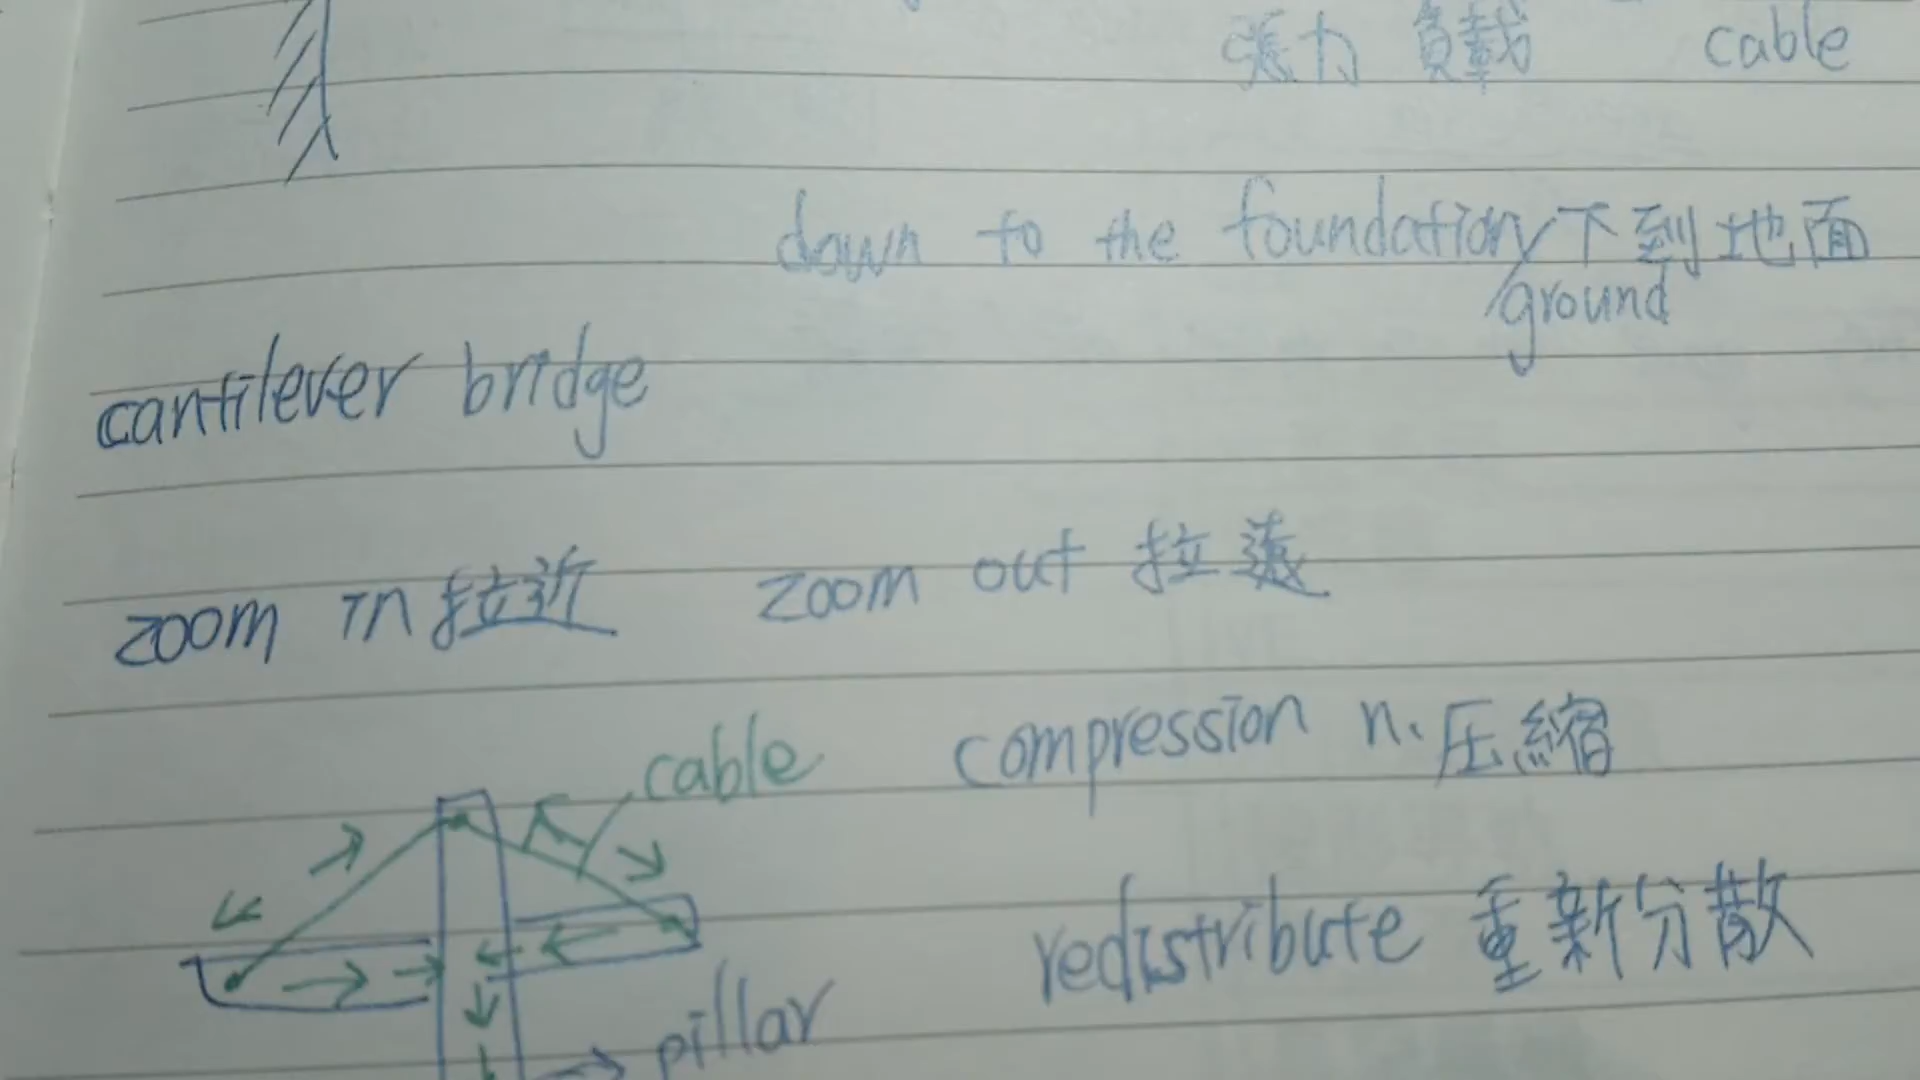 張力 負載 cable
down to the foundation/下到地面
/ground
cantilever bridge
zoom in 拉近 zoom out 拉遠
cable compression n. 压縮
redistribute 重新分散
pillar